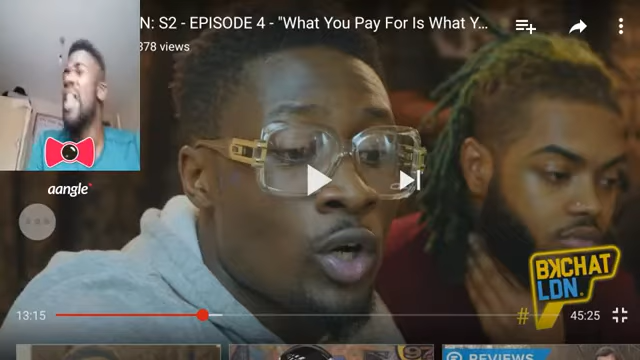 N: S2 - EPISODE 4 - "What You Pay For Is What Y...
378 views
aangle
BKCHAT
LDN.
13:15
#
45:25
REVIEWS